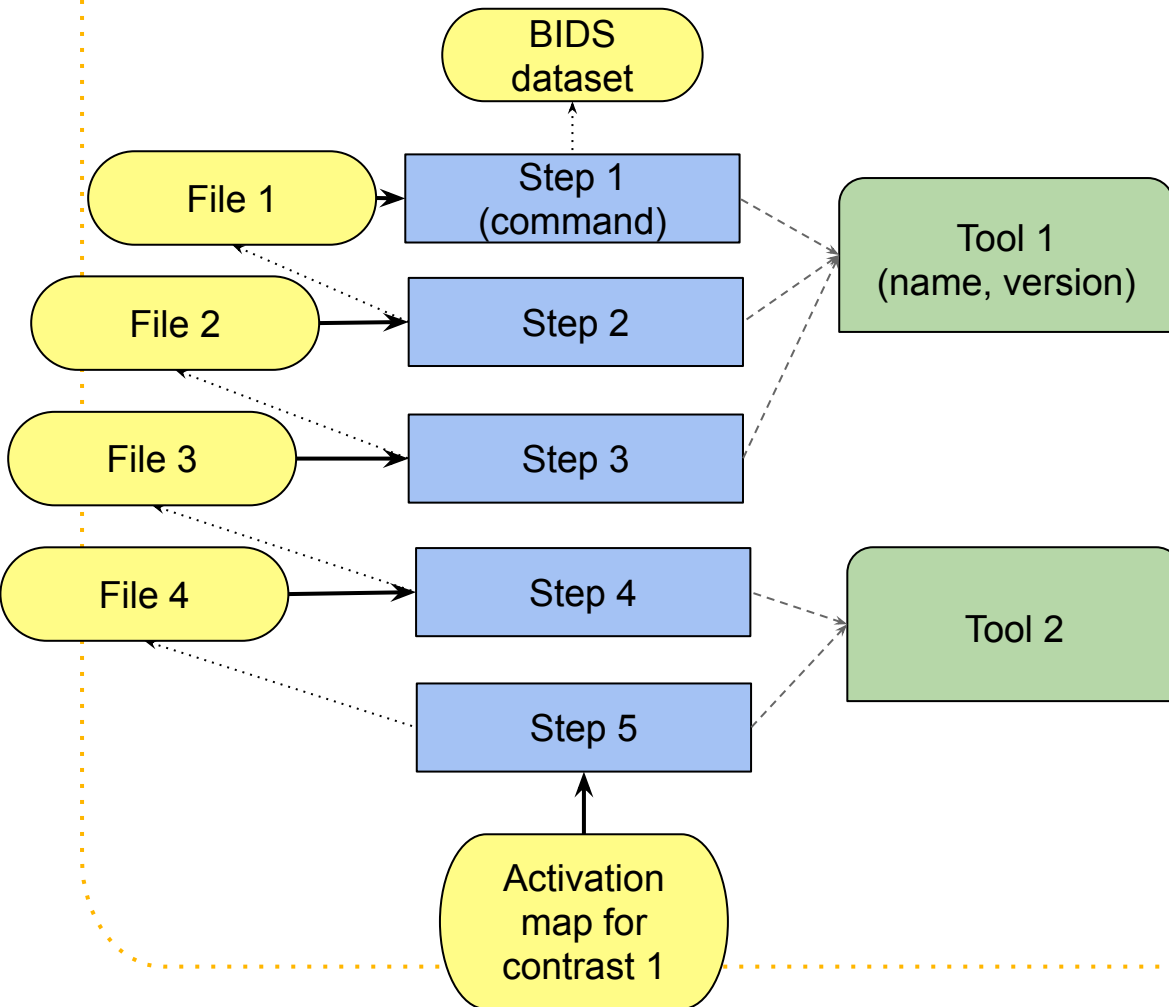 BIDS
dataset
File 1
Step 1
(command)
Tool 1
(name, version)
File 2
Step 2
File 3
Step 3
File 4
Step 4
Tool 2
Step 5
Activation
map for
contrast 1